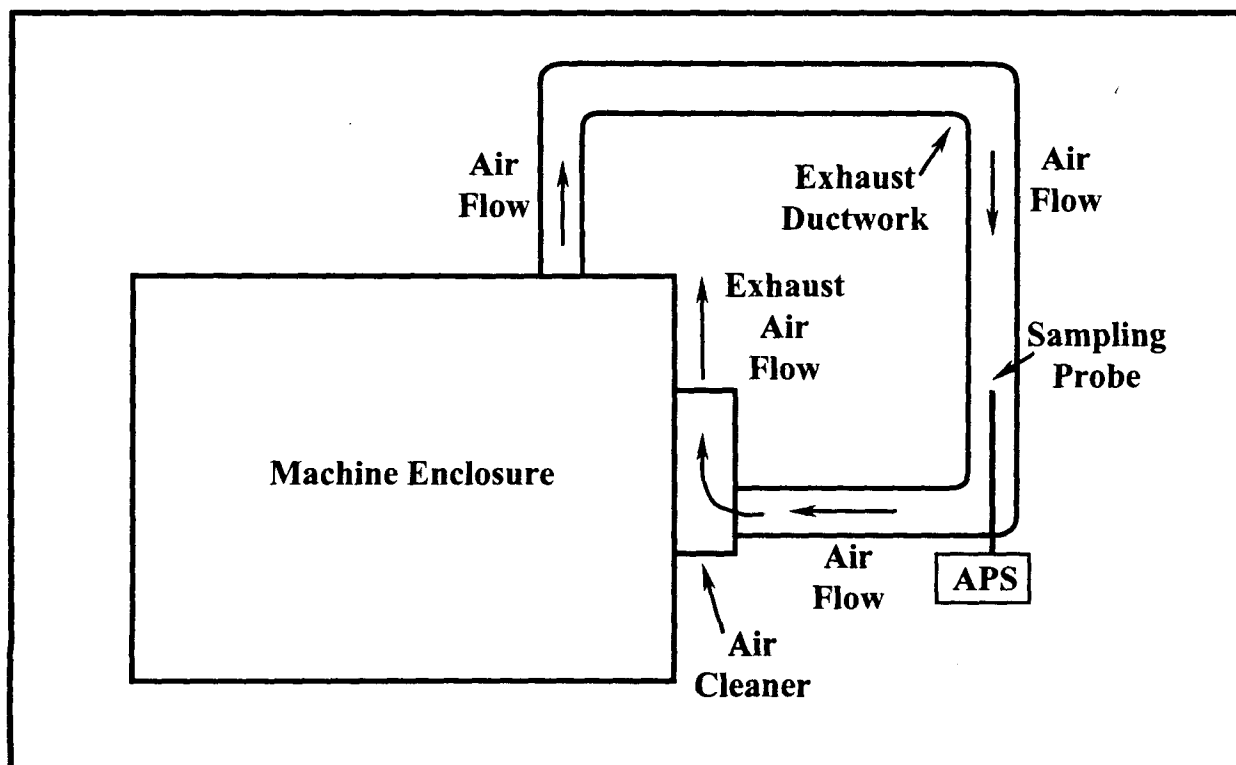 Air
Flow
Exhaust
Ductwork
Air
Flow
Exhaust
Air
Flow
Sampling
Probe
Machine Enclosure
Air
Flow
APS
Air
Cleaner